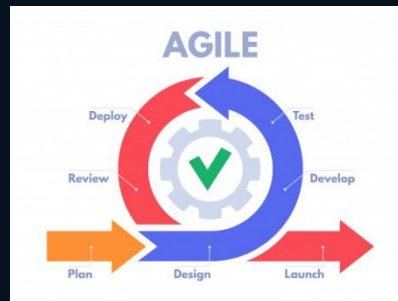 AGILE
Deploy
Test
Review
Develop
Plan
Design
Launch